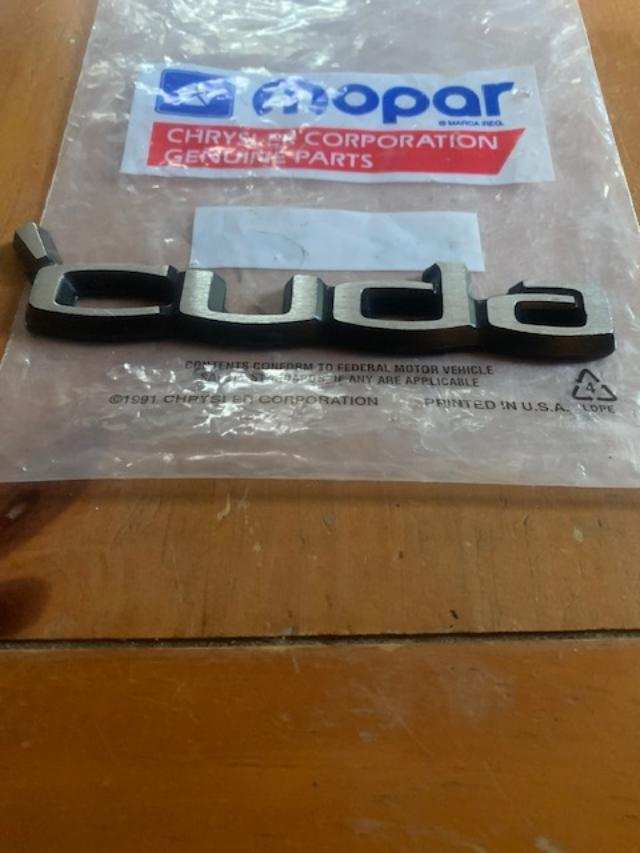 mopar
® MARCA REG.
CHRYSLER CORPORATION
GENUINE PARTS
'cuda
CONTENTS CONFORM TO FEDERAL MOTOR VEHICLE
STANDARDS IF ANY ARE APPLICABLE
©1991 CHRYSLER CORPORATION
PRINTED IN U.S.A.
4
LDPE